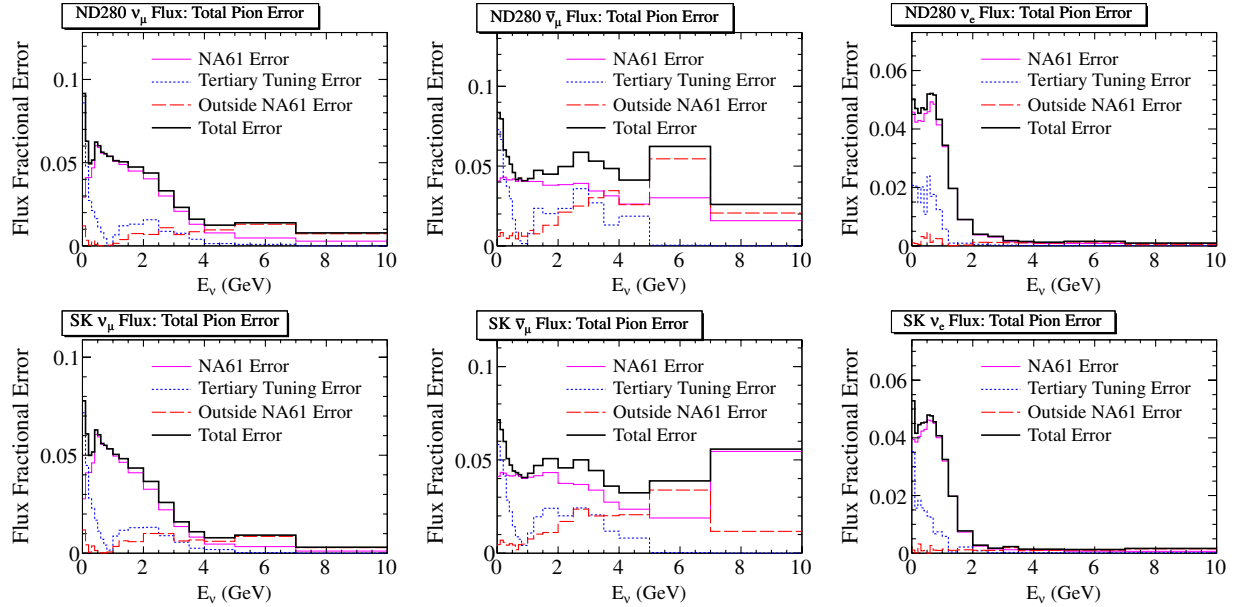 ND280 νμ Flux: Total Pion Error
Flux Fractional Error
0.1
0.05
0
NA61 Error
Tertiary Tuning Error
Outside NA61 Error
Total Error
0 2 4 6 8 10
Eν (GeV)
ND280 ν̄μ Flux: Total Pion Error
Flux Fractional Error
0.1
0.05
0
NA61 Error
Tertiary Tuning Error
Outside NA61 Error
Total Error
0 2 4 6 8 10
Eν (GeV)
ND280 νe Flux: Total Pion Error
Flux Fractional Error
0.06
0.04
0.02
0
NA61 Error
Tertiary Tuning Error
Outside NA61 Error
Total Error
0 2 4 6 8 10
Eν (GeV)
SK νμ Flux: Total Pion Error
Flux Fractional Error
0.1
0.05
0
NA61 Error
Tertiary Tuning Error
Outside NA61 Error
Total Error
0 2 4 6 8 10
Eν (GeV)
SK ν̄μ Flux: Total Pion Error
Flux Fractional Error
0.1
0.05
0
NA61 Error
Tertiary Tuning Error
Outside NA61 Error
Total Error
0 2 4 6 8 10
Eν (GeV)
SK νe Flux: Total Pion Error
Flux Fractional Error
0.06
0.04
0.02
0
NA61 Error
Tertiary Tuning Error
Outside NA61 Error
Total Error
0 2 4 6 8 10
Eν (GeV)